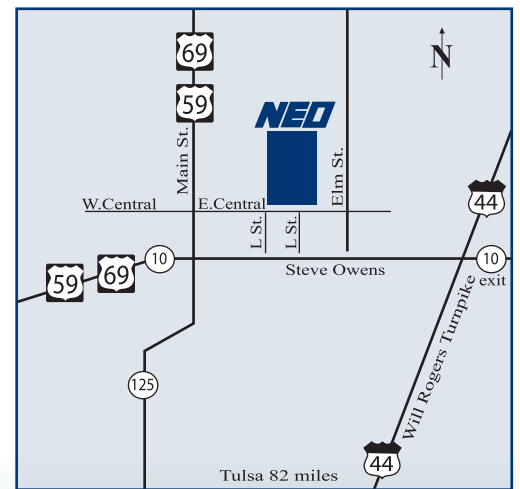 69
N
59
NEO
Main St.
Elm St.
44
W.Central
E.Central
L St.
L St.
10
10
Steve Owens
exit
59
69
Will Rogers Turnpike
125
44
Tulsa 82 miles